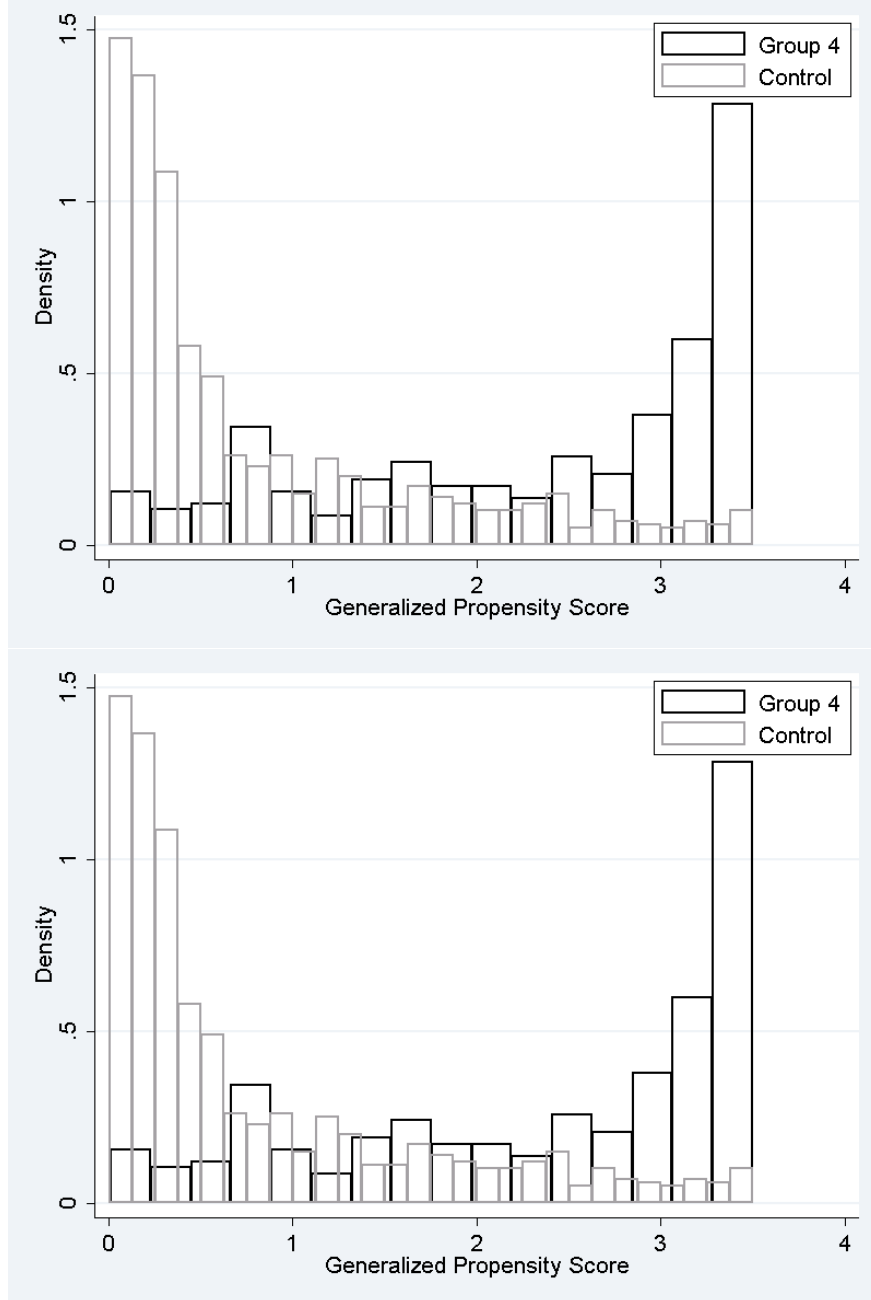 1.5
Group 4
Control
1
Density
.5
0
0 1 2 3 4
Generalized Propensity Score
1.5
Group 4
Control
1
Density
.5
0
0 1 2 3 4
Generalized Propensity Score